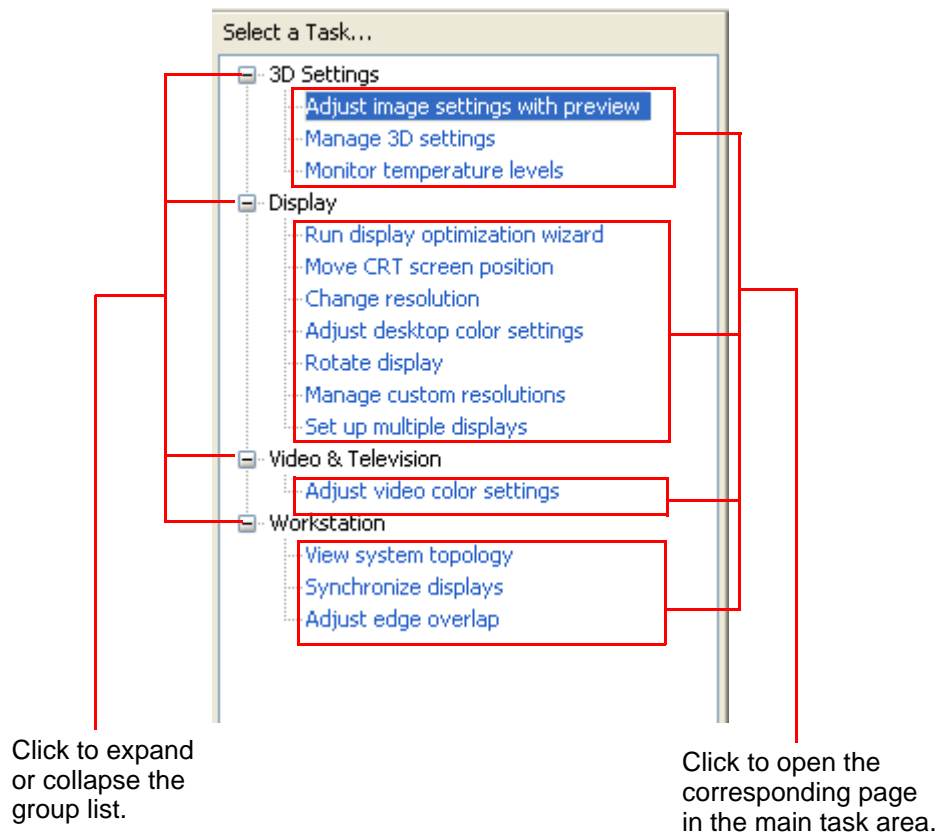 Select a Task...
3D Settings
Adjust image settings with preview
Manage 3D settings
Monitor temperature levels
Display
Run display optimization wizard
Move CRT screen position
Change resolution
Adjust desktop color settings
Rotate display
Manage custom resolutions
Set up multiple displays
Video & Television
Adjust video color settings
Workstation
View system topology
Synchronize displays
Adjust edge overlap
Click to expand
or collapse the
group list.
Click to open the
corresponding page
in the main task area.